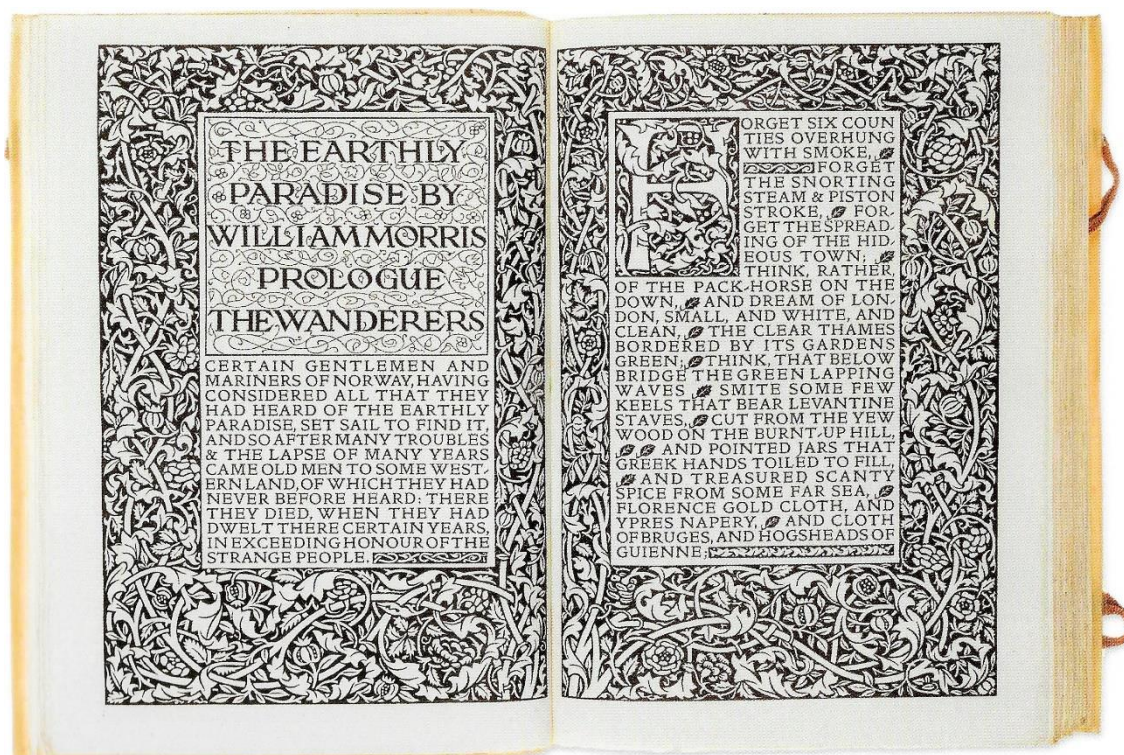 THE EARTHLY
PARADISE BY
WILLIAM MORRIS
PROLOGUE
THE WANDERERS
CERTAIN GENTLEMEN AND
MARINERS OF NORWAY, HAVING
CONSIDERED ALL THAT THEY
HAD HEARD OF THE EARTHLY
PARADISE, SET SAIL TO FIND IT,
AND SO AFTER MANY TROUBLES
& THE LAPSE OF MANY YEARS
CAME OLD MEN TO SOME WEST-
ERN LAND, OF WHICH THEY HAD
NEVER BEFORE HEARD: THERE
THEY DIED, WHEN THEY HAD
DWELT THERE CERTAIN YEARS,
IN EXCEEDING HONOUR OF THE
STRANGE PEOPLE.
FORGET SIX COUN
TIES OVERHUNG
WITH SMOKE,
FORGET
THE SNORTING
STEAM & PISTON
STROKE, FOR-
GET THE SPREAD-
ING OF THE HID-
EOUS TOWN;
THINK, RATHER,
OF THE PACK-HORSE ON THE
DOWN, AND DREAM OF LON-
DON, SMALL, AND WHITE, AND
CLEAN, THE CLEAR THAMES
BORDERED BY ITS GARDENS
GREEN; THINK, THAT BELOW
BRIDGE THE GREEN LAPPING
WAVES SMITE SOME FEW
KEELS THAT BEAR LEVANTINE
STAVES, CUT FROM THE YEW
WOOD ON THE BURNT-UP HILL,
AND POINTED JARS THAT
GREEK HANDS TOILED TO FILL,
AND TREASURED SCANTY
SPICE FROM SOME FAR SEA,
FLORENCE GOLD CLOTH, AND
YPRES NAPERY, AND CLOTH
OF BRUGES, AND HOGSHEADS OF
GUIENNE;